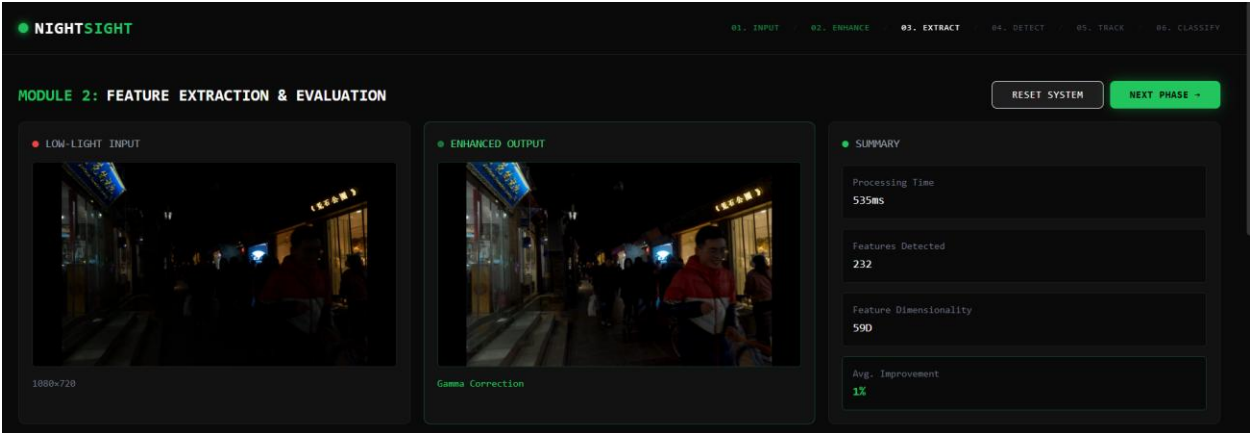 NIGHTSIGHT
01. INPUT
02. ENHANCE
03. EXTRACT
04. DETECT
05. TRACK
06. CLASSIFY
MODULE 2: FEATURE EXTRACTION & EVALUATION
RESET SYSTEM
NEXT PHASE →
LOW-LIGHT INPUT
1080×720
ENHANCED OUTPUT
Gamma Correction
SUMMARY
Processing Time
535ms
Features Detected
232
Feature Dimensionality
59D
Avg. Improvement
1%